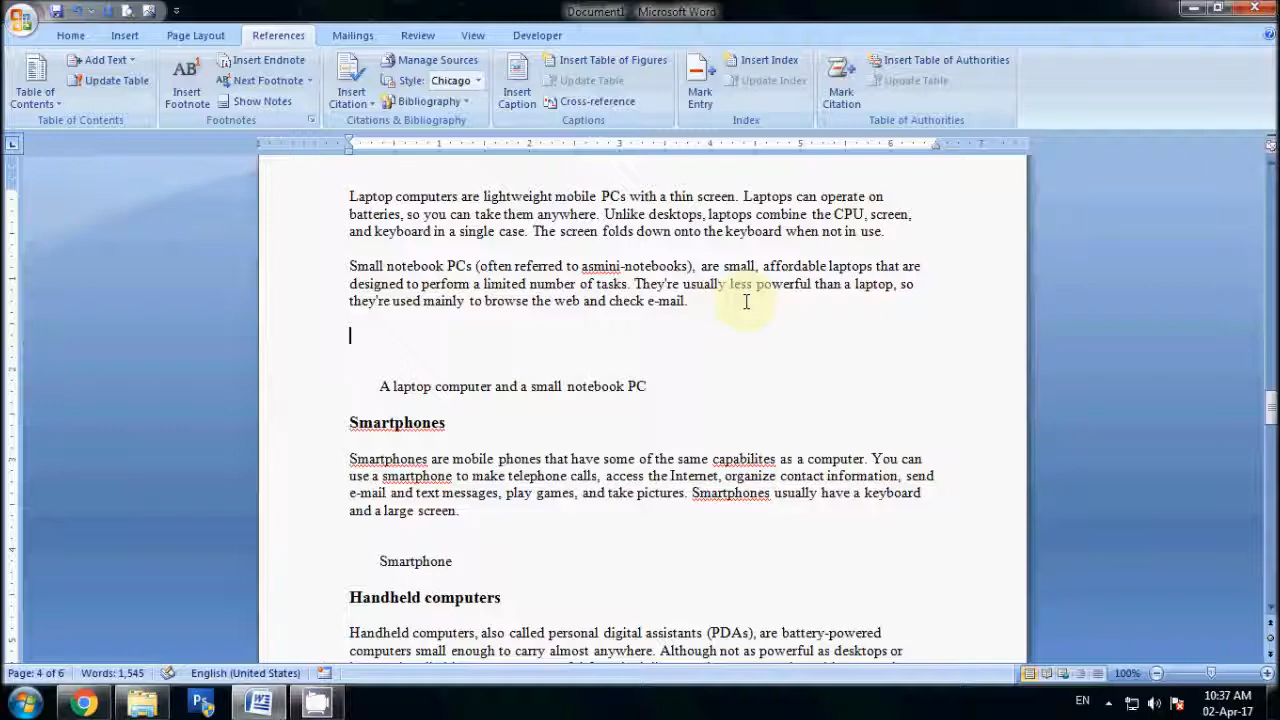 Document1 - Microsoft Word
Home Insert Page Layout References Mailings Review View Developer
Table of Contents
Add Text
Update Table
Table of Contents
AB1
Insert Footnote
Insert Endnote
Next Footnote
Show Notes
Footnotes
Insert Citation
Manage Sources
Style: Chicago
Bibliography
Citations & Bibliography
Insert Caption
Insert Table of Figures
Update Table
Cross-reference
Captions
Mark Entry
Insert Index
Update Index
Index
Mark Citation
Insert Table of Authorities
Update Table
Table of Authorities
1 1 2 3 4 5 6 7
Laptop computers are lightweight mobile PCs with a thin screen. Laptops can operate on
batteries, so you can take them anywhere. Unlike desktops, laptops combine the CPU, screen,
and keyboard in a single case. The screen folds down onto the keyboard when not in use.
Small notebook PCs (often referred to asmini-notebooks), are small, affordable laptops that are
designed to perform a limited number of tasks. They're usually less powerful than a laptop, so
they're used mainly to browse the web and check e-mail.
A laptop computer and a small notebook PC
Smartphones
Smartphones are mobile phones that have some of the same capabilites as a computer. You can
use a smartphone to make telephone calls, access the Internet, organize contact information, send
e-mail and text messages, play games, and take pictures. Smartphones usually have a keyboard
and a large screen.
Smartphone
Handheld computers
Handheld computers, also called personal digital assistants (PDAs), are battery-powered
computers small enough to carry almost anywhere. Although not as powerful as desktops or
Page: 4 of 6 Words: 1,545 English (United States) 100%
EN 10:37 AM
02-Apr-17